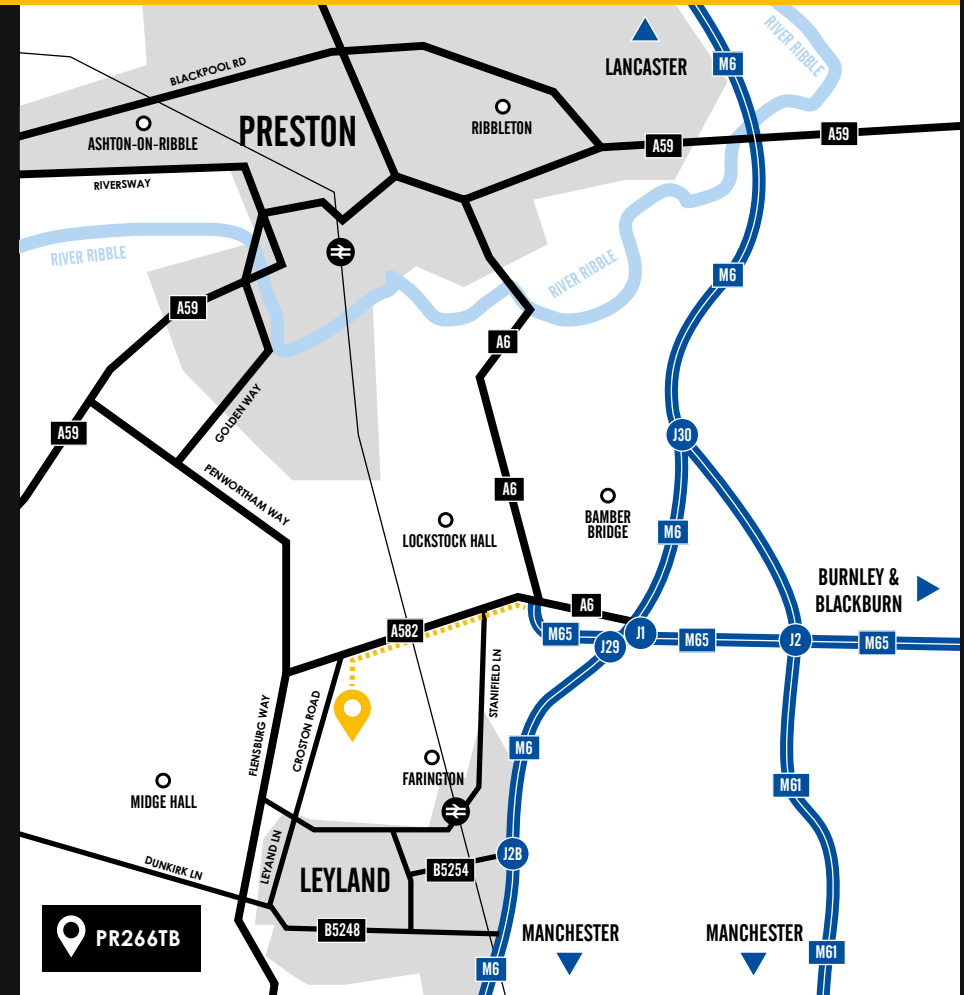 RIVER RIBBLE
LANCASTER
M6
BLACKPOOL RD
RIBBLETON
PRESTON
ASHTON-ON-RIBBLE
A59
A59
RIVERSWAY
RIVER RIBBLE
RIVER RIBBLE
M6
A59
A6
GOLDEN WAY
A59
J30
PENWORTHAM WAY
A6
BAMBER
BRIDGE
LOCKSTOCK HALL
M6
BURNLEY &
BLACKBURN
A6
A582
M65
J1
M65
J2
M65
J29
STANIFIELD LN
FLENSBURG WAY
CROSTON ROAD
M6
FARINGTON
MIDGE HALL
M61
LEYAND LN
DUNKIRK LN
LEYLAND
B5254
J2B
B5248
MANCHESTER
MANCHESTER
PR266TB
M6
M61